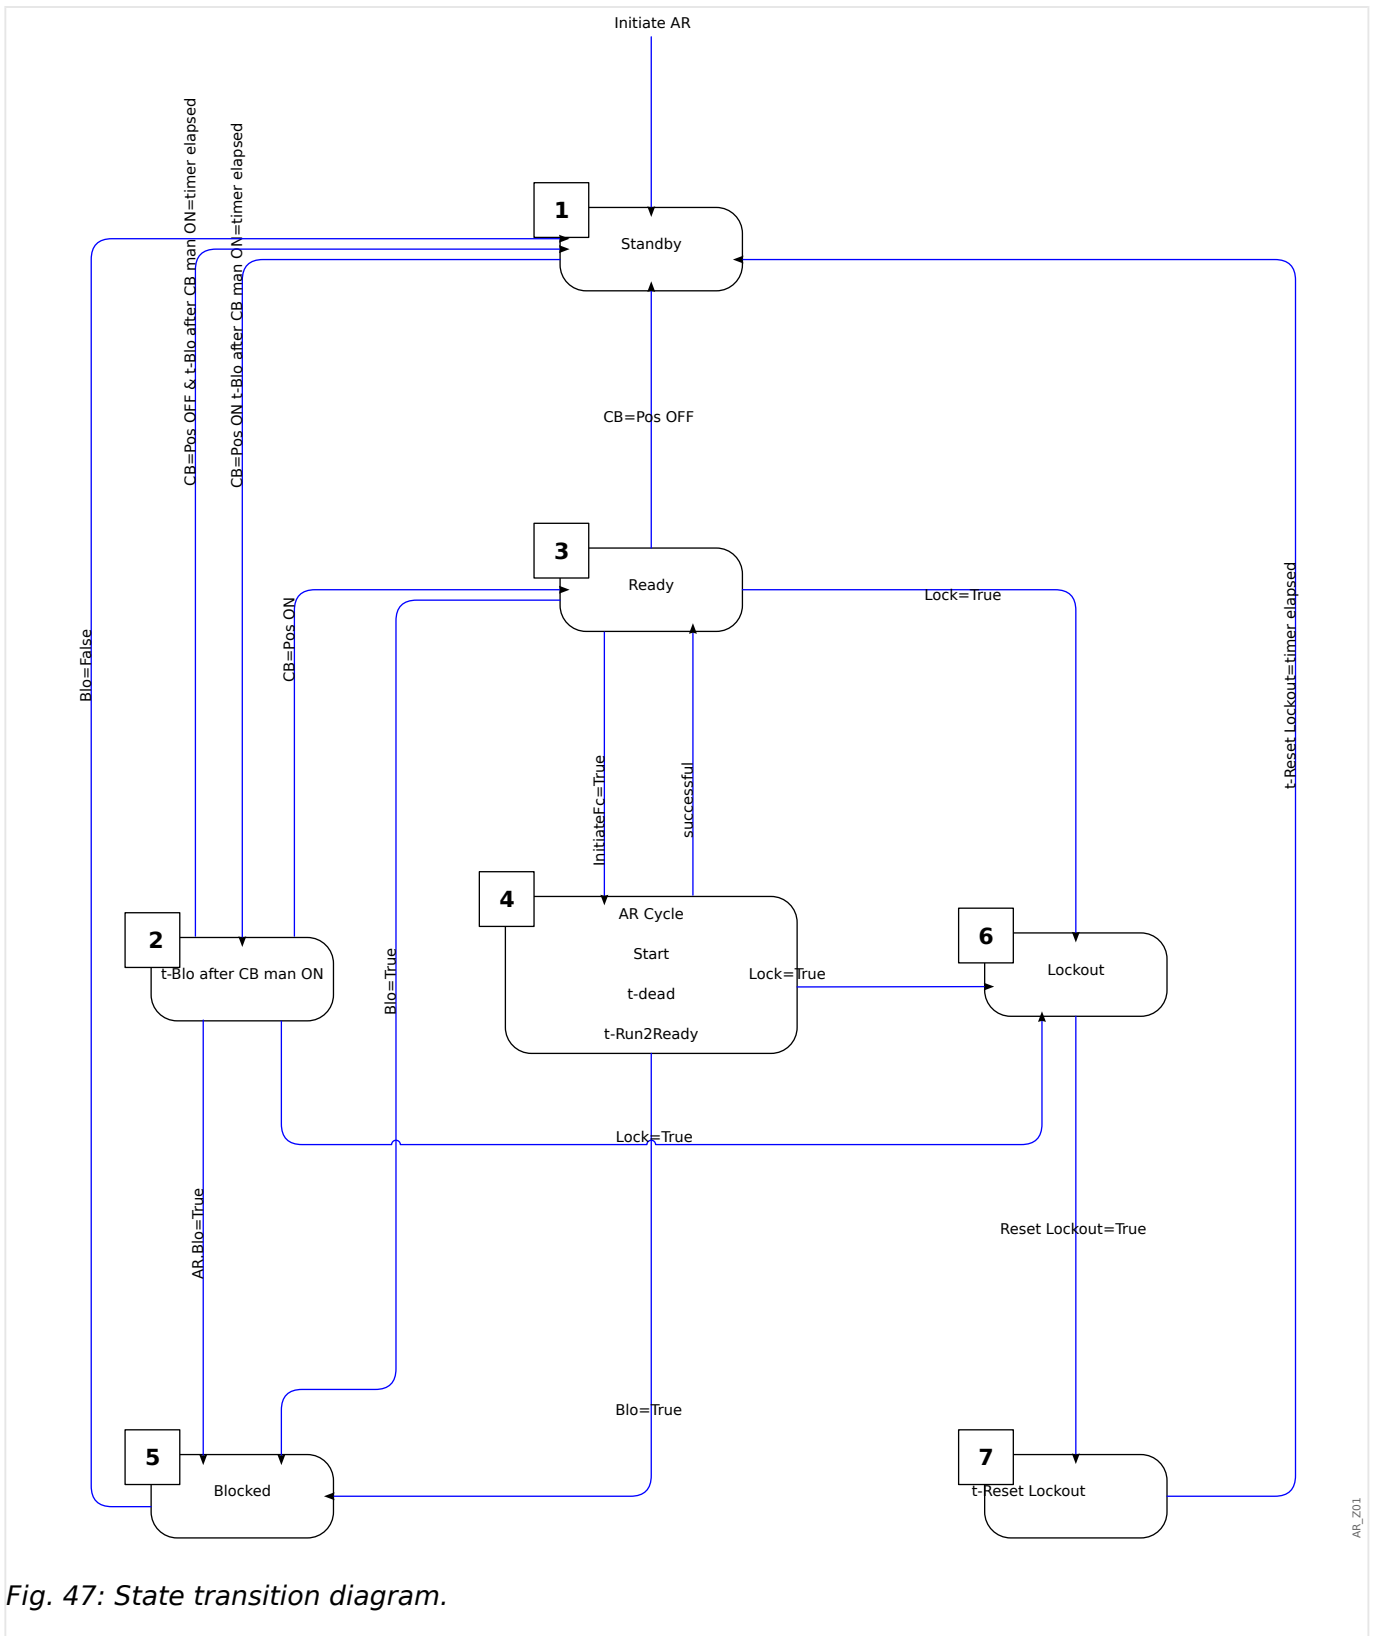 Initiate AR
CB=Pos OFF & t-Blo after CB man ON=timer elapsed
CB=Pos ON t-Blo after CB man ON=timer elapsed
1
Standby
CB=Pos OFF
3
Ready
Lock=True
t-Reset Lockout=timer elapsed
Blo=False
CB=Pos ON
InitiateFc=True
successful
4
AR Cycle
Start
t-dead
t-Run2Ready
Lock=True
2
t-Blo after CB man ON
6
Lockout
Blo=True
Lock=True
AR.Blo=True
Reset Lockout=True
Blo=True
5
Blocked
7
t-Reset Lockout
AR_Z01
Fig. 47: State transition diagram.